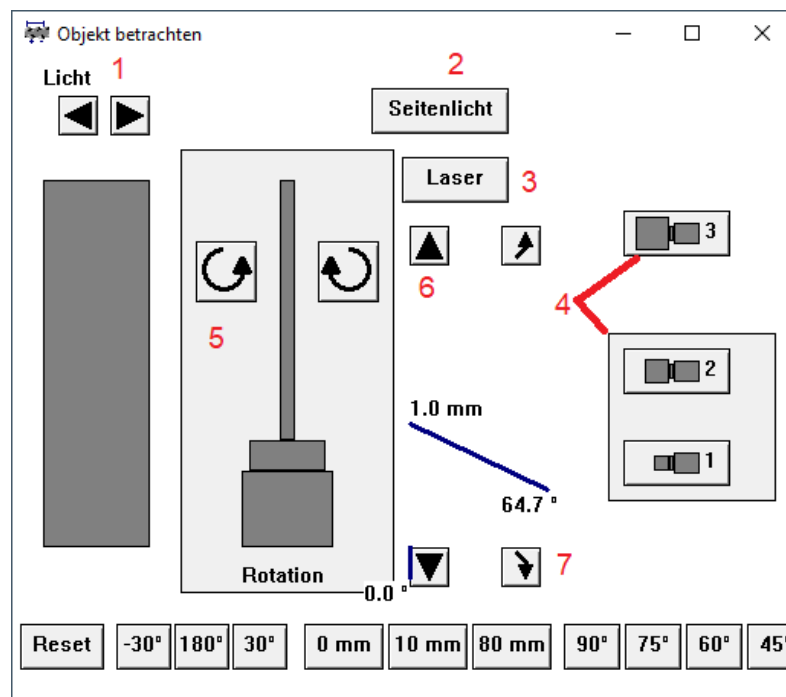 Objekt betrachten
Licht
1
2
Seitenlicht
Laser
3
3
4
5
6
2
1.0 mm
1
64.7 °
7
Rotation
0.0 °
Reset
-30°
180°
30°
0 mm
10 mm
80 mm
90°
75°
60°
45°